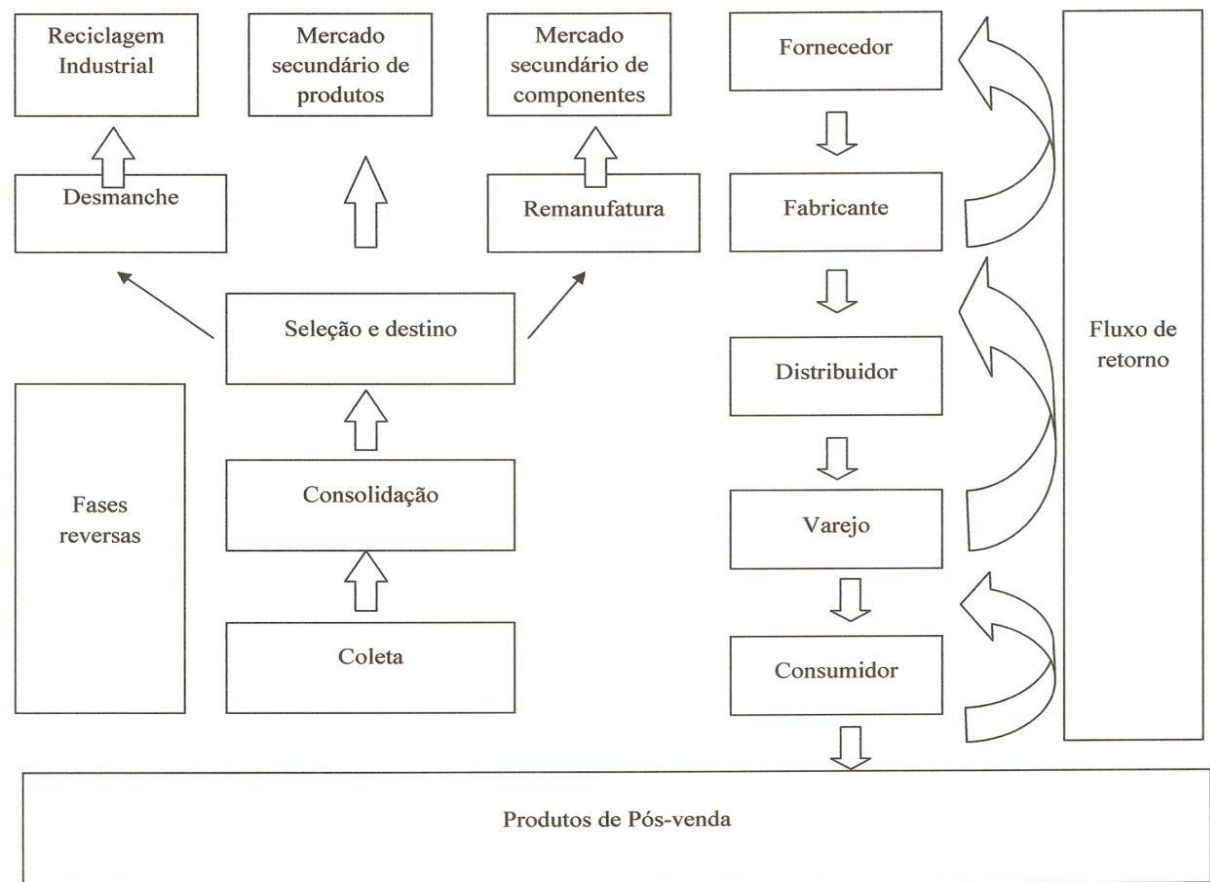 Reciclagem
Industrial
Mercado
secundário de
produtos
Mercado
secundário de
componentes
Fornecedor
Desmanche
Remanufatura
Fabricante
Seleção e destino
Distribuidor
Fluxo de
retorno
Fases
reversas
Consolidação
Varejo
Coleta
Consumidor
Produtos de Pós-venda